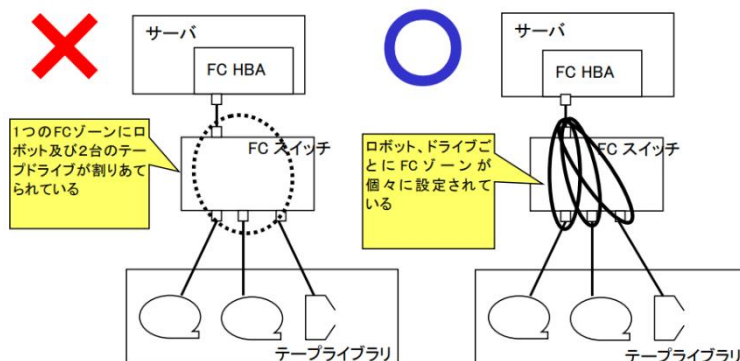 サーバ
FC HBA
1つのFCゾーンにロ
ボット及び2台のテー
プドライブが割りあて
られている
FC スイッチ
テープライブラリ
サーバ
FC HBA
ロボット、ドライブご
とにFCゾーンが
個々に設定されて
いる
FC スイッチ
テープライブラリ